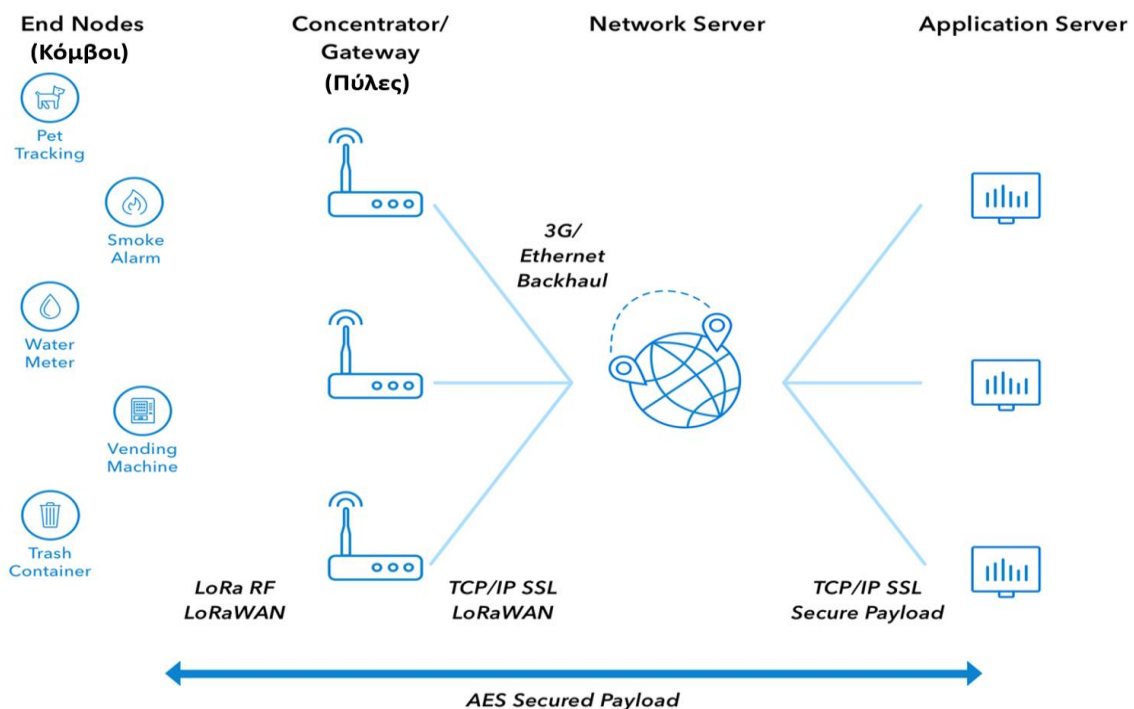 End Nodes
(Κόμβοι)
Concentrator/
Gateway
(Πύλες)
Network Server
Application Server
Pet
Tracking
Smoke
Alarm
Water
Meter
Vending
Machine
Trash
Container
3G/
Ethernet
Backhaul
LoRa RF
LoRaWAN
TCP/IP SSL
LoRaWAN
TCP/IP SSL
Secure Payload
AES Secured Payload